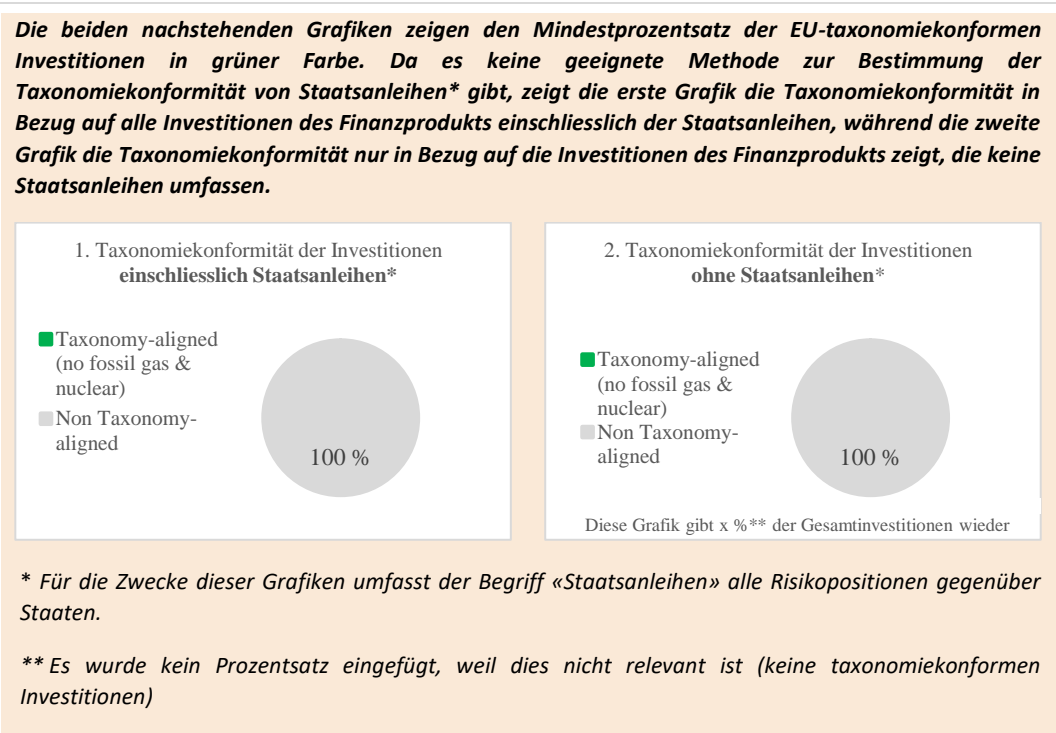 Die beiden nachstehenden Grafiken zeigen den Mindestprozentsatz der EU-taxonomiekonformen
Investitionen in grüner Farbe. Da es keine geeignete Methode zur Bestimmung der
Taxonomiekonformität von Staatsanleihen* gibt, zeigt die erste Grafik die Taxonomiekonformität in
Bezug auf alle Investitionen des Finanzprodukts einschliesslich der Staatsanleihen, während die zweite
Grafik die Taxonomiekonformität nur in Bezug auf die Investitionen des Finanzprodukts zeigt, die keine
Staatsanleihen umfassen.
1. Taxonomiekonformität der Investitionen
einschliesslich Staatsanleihen*
Taxonomy-aligned
(no fossil gas &
nuclear)
Non Taxonomy-
aligned
100 %
2. Taxonomiekonformität der Investitionen
ohne Staatsanleihen*
Taxonomy-aligned
(no fossil gas &
nuclear)
Non Taxonomy-
aligned
100 %
Diese Grafik gibt x %** der Gesamtinvestitionen wieder
* Für die Zwecke dieser Grafiken umfasst der Begriff «Staatsanleihen» alle Risikopositionen gegenüber
Staaten.
** Es wurde kein Prozentsatz eingefügt, weil dies nicht relevant ist (keine taxonomiekonformen
Investitionen)